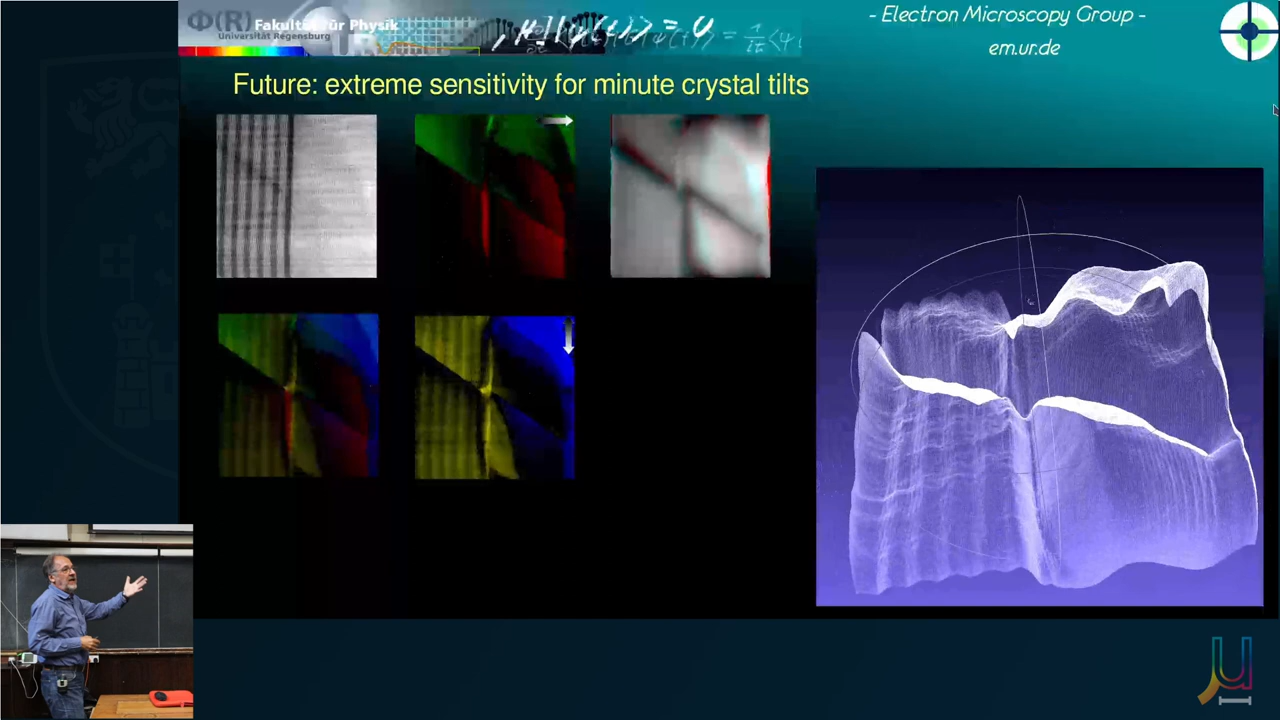 Φ(R) Fakultät für Physik
Universität Regensburg
- Electron Microscopy Group -
em.ur.de
Future: extreme sensitivity for minute crystal tilts
μ